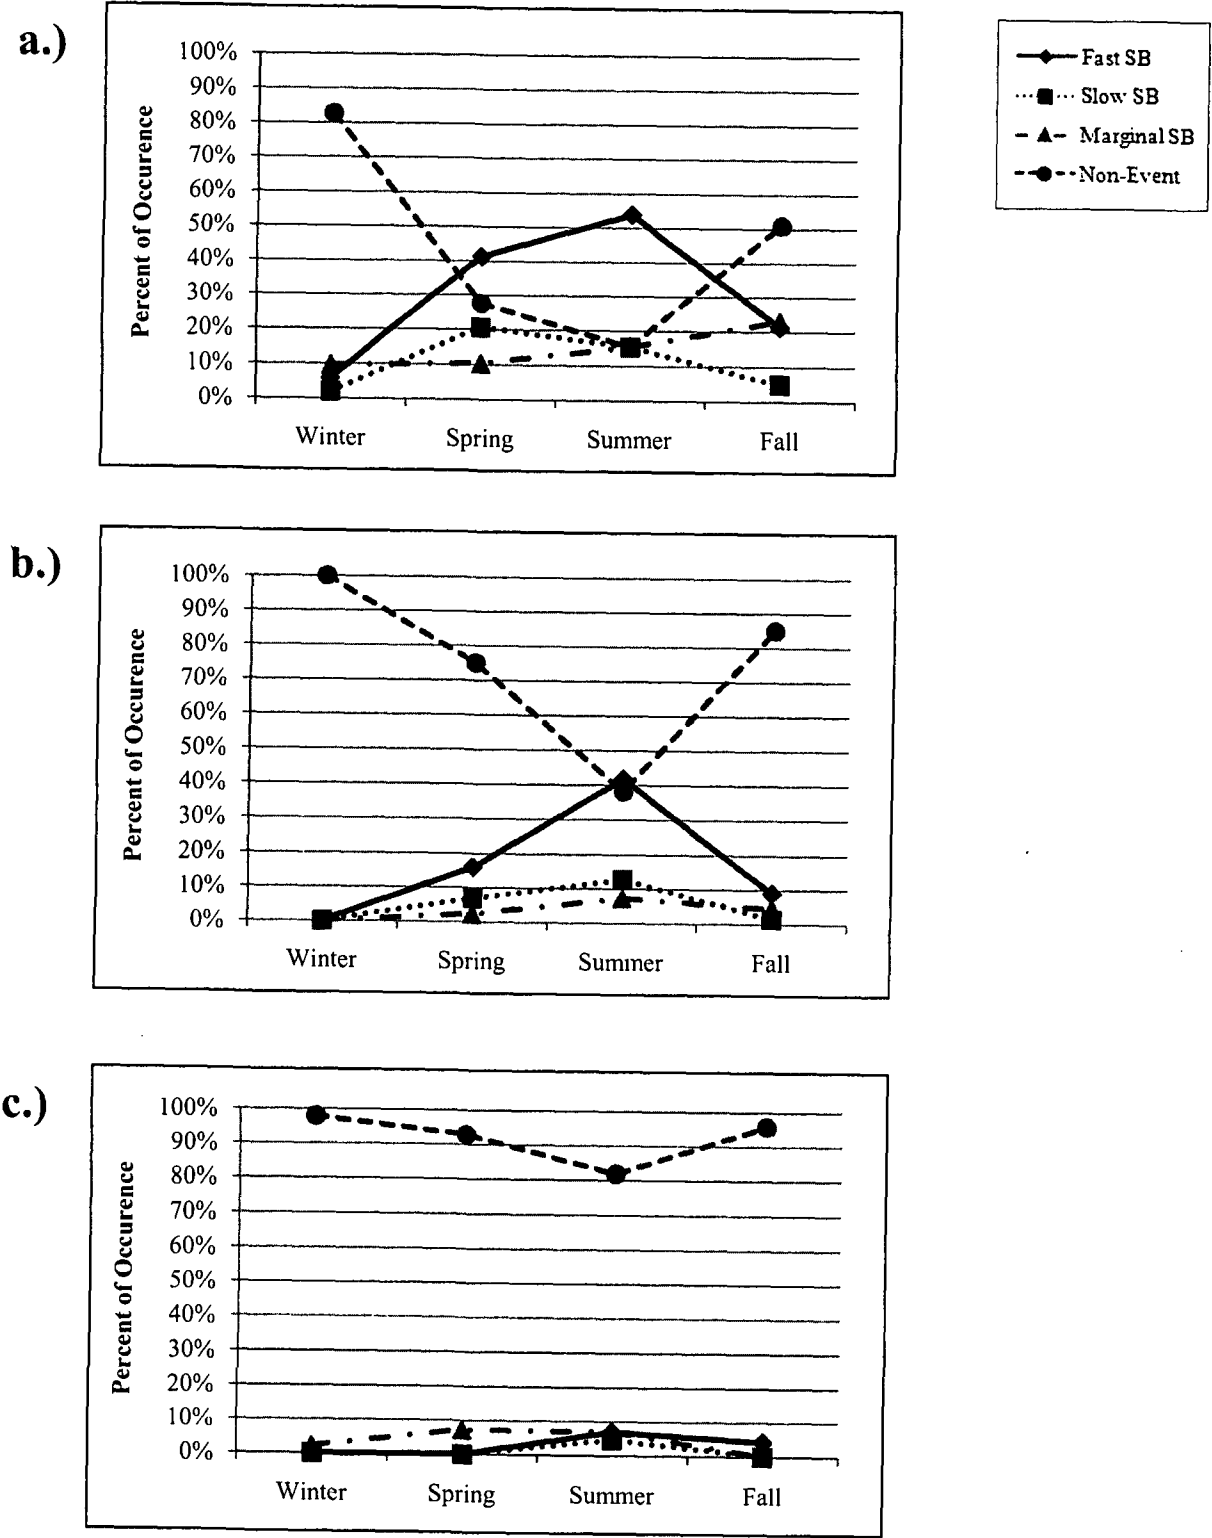 a.)
100%
90%
80%
70%
60%
50%
40%
30%
20%
10%
0%
Percent of Occurence
Winter Spring Summer Fall
Fast SB
Slow SB
Marginal SB
Non-Event
b.)
100%
90%
80%
70%
60%
50%
40%
30%
20%
10%
0%
Percent of Occurence
Winter Spring Summer Fall
c.)
100%
90%
80%
70%
60%
50%
40%
30%
20%
10%
0%
Percent of Occurence
Winter Spring Summer Fall